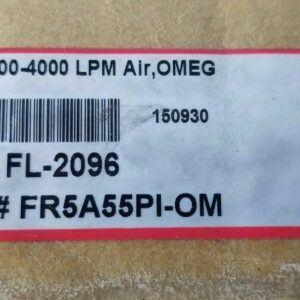 00-4000 LPM Air,OMEG
150930
FL-2096
# FR5A55PI-OM